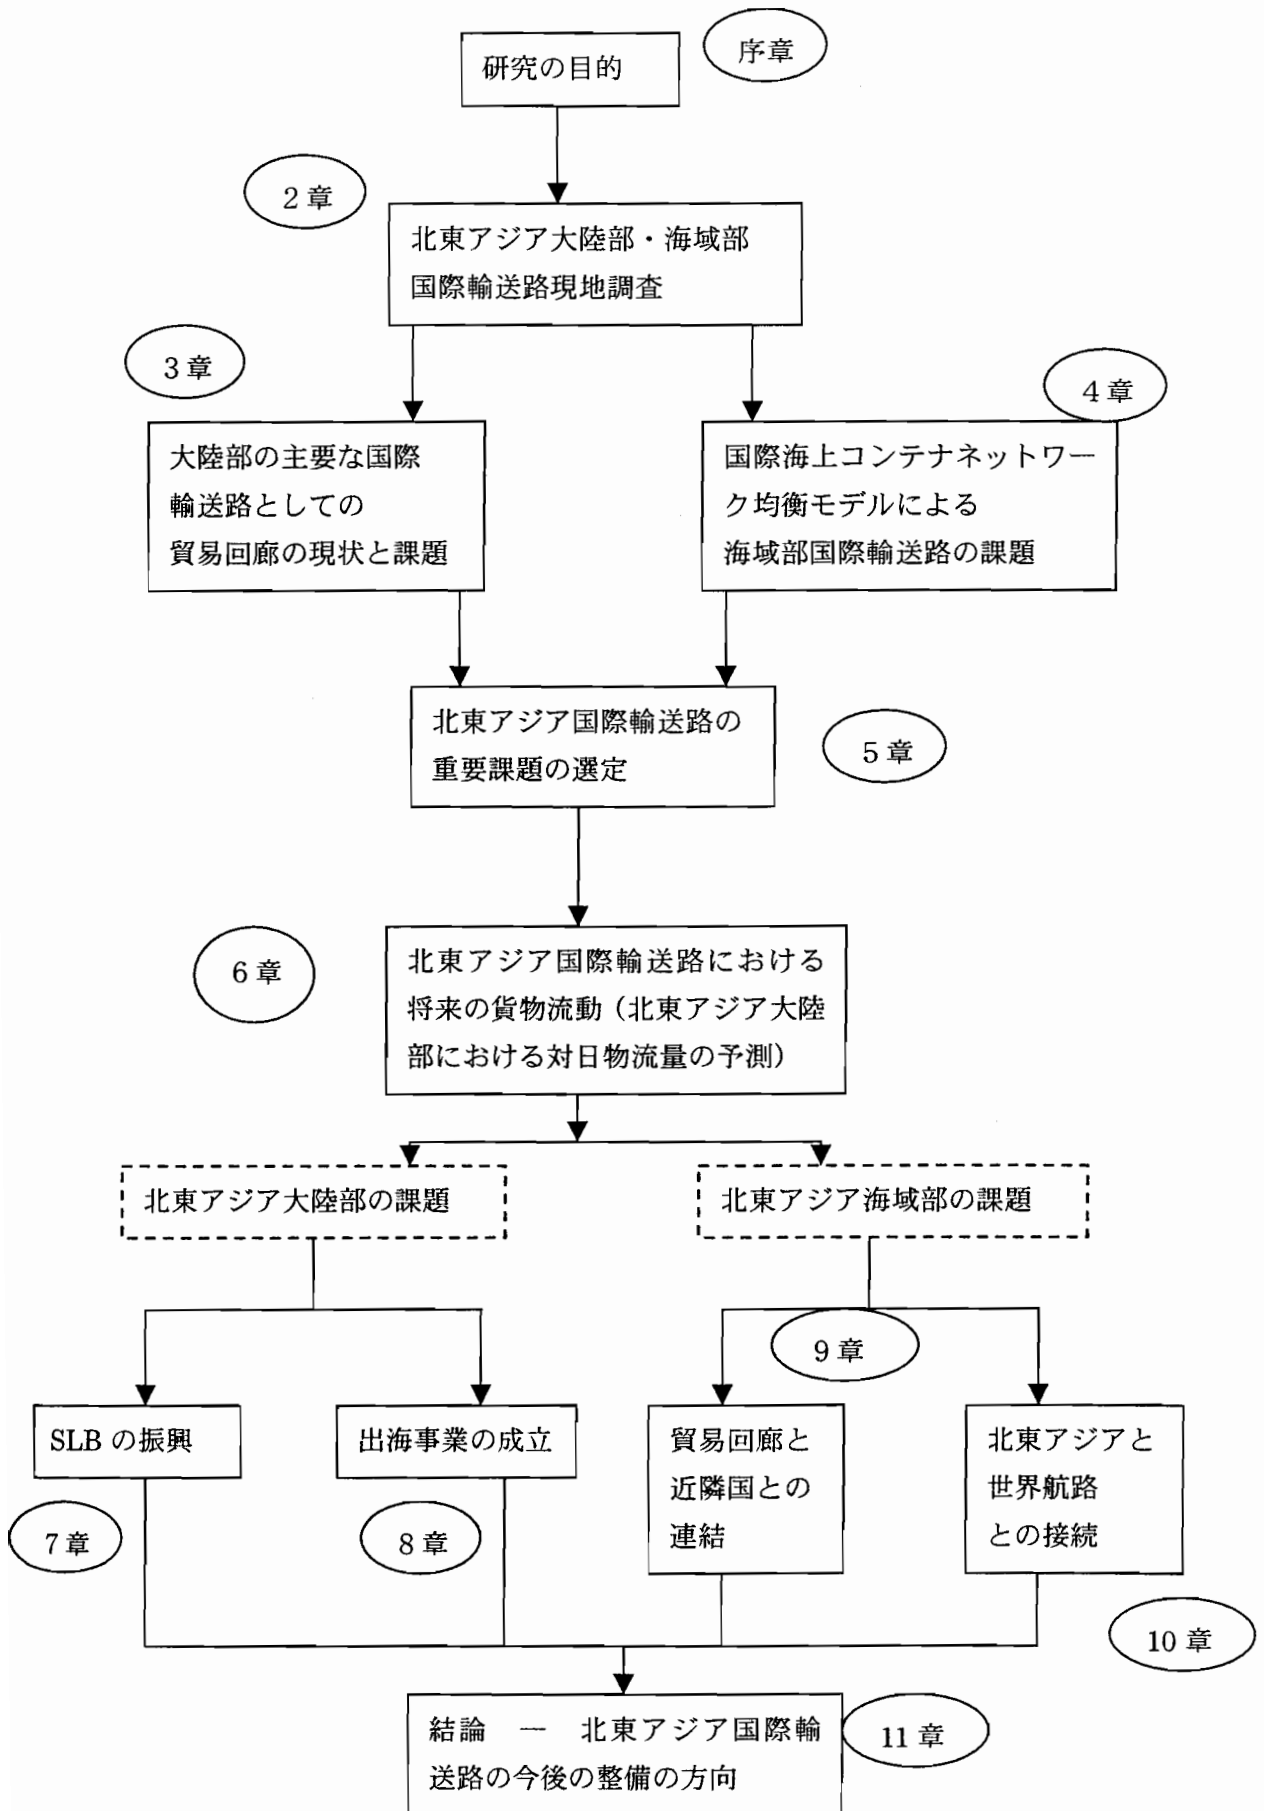 研究の目的
序章
2章
北東アジア大陸部・海域部
国際輸送路現地調査
3章
4章
大陸部の主要な国際
輸送路としての
貿易回廊の現状と課題
国際海上コンテナネットワー
ク均衡モデルによる
海域部国際輸送路の課題
北東アジア国際輸送路の
重要課題の選定
5章
6章
北東アジア国際輸送路における
将来の貨物流動（北東アジア大陸
部における対日物流量の予測）
北東アジア大陸部の課題
北東アジア海域部の課題
9章
SLBの振興
出海事業の成立
貿易回廊と
近隣国との
連結
北東アジアと
世界航路
との接続
7章
8章
10章
結論　―　北東アジア国際輸
送路の今後の整備の方向
11章